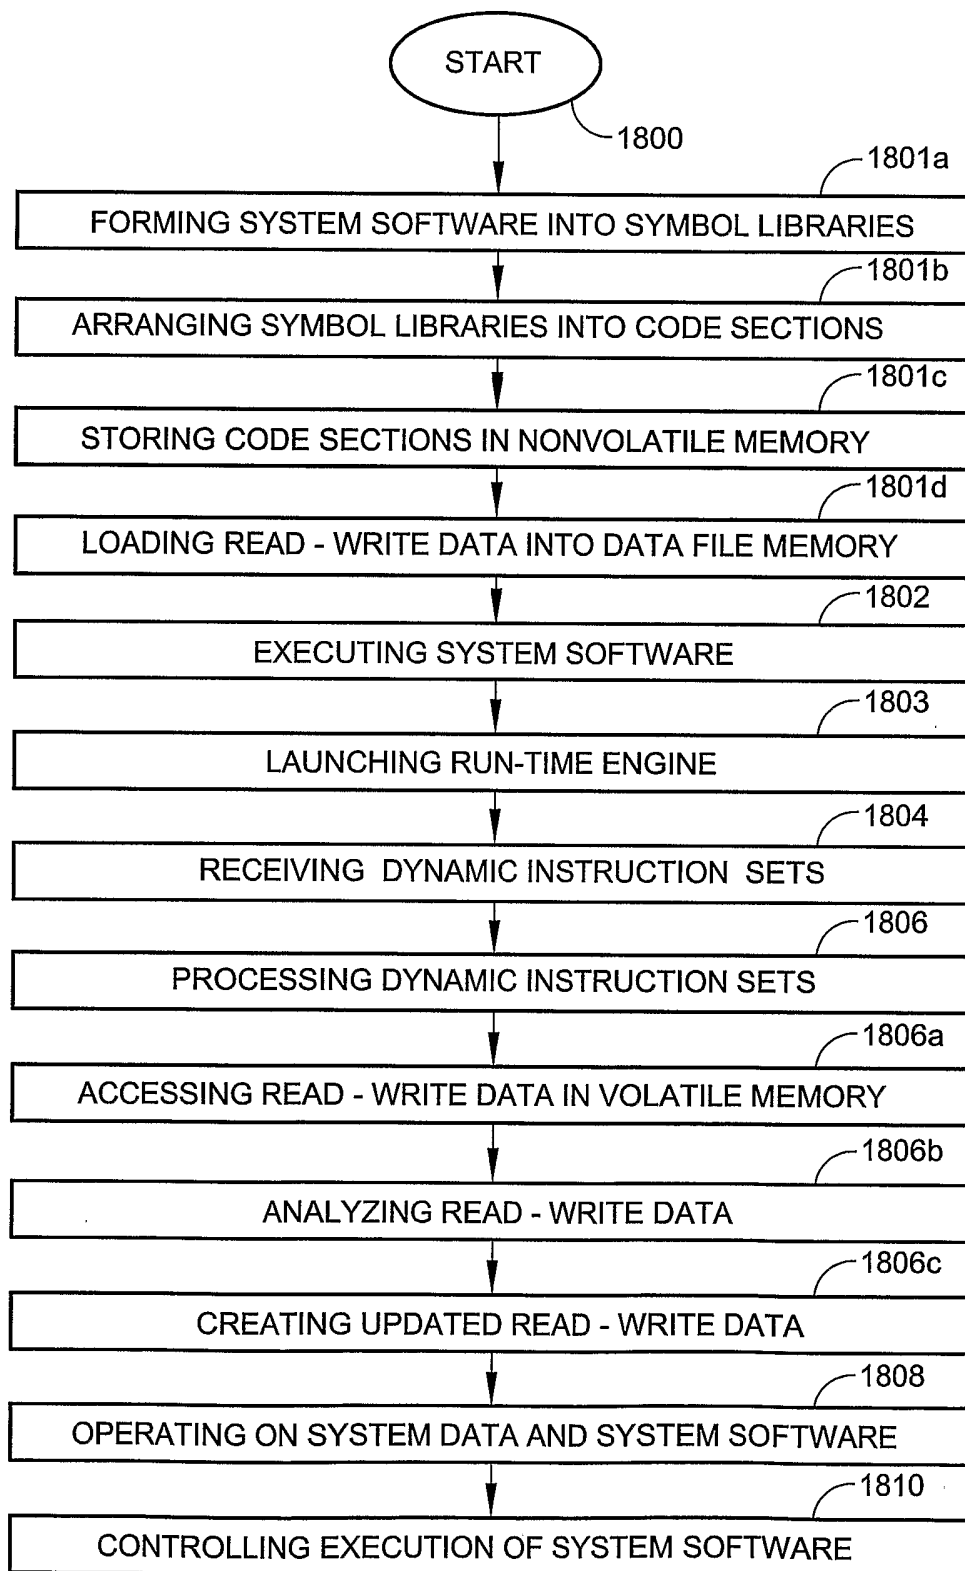 START
1800
1801a
FORMING SYSTEM SOFTWARE INTO SYMBOL LIBRARIES
1801b
ARRANGING SYMBOL LIBRARIES INTO CODE SECTIONS
1801c
STORING CODE SECTIONS IN NONVOLATILE MEMORY
1801d
LOADING READ - WRITE DATA INTO DATA FILE MEMORY
1802
EXECUTING SYSTEM SOFTWARE
1803
LAUNCHING RUN-TIME ENGINE
1804
RECEIVING DYNAMIC INSTRUCTION SETS
1806
PROCESSING DYNAMIC INSTRUCTION SETS
1806a
ACCESSING READ - WRITE DATA IN VOLATILE MEMORY
1806b
ANALYZING READ - WRITE DATA
1806c
CREATING UPDATED READ - WRITE DATA
1808
OPERATING ON SYSTEM DATA AND SYSTEM SOFTWARE
1810
CONTROLLING EXECUTION OF SYSTEM SOFTWARE